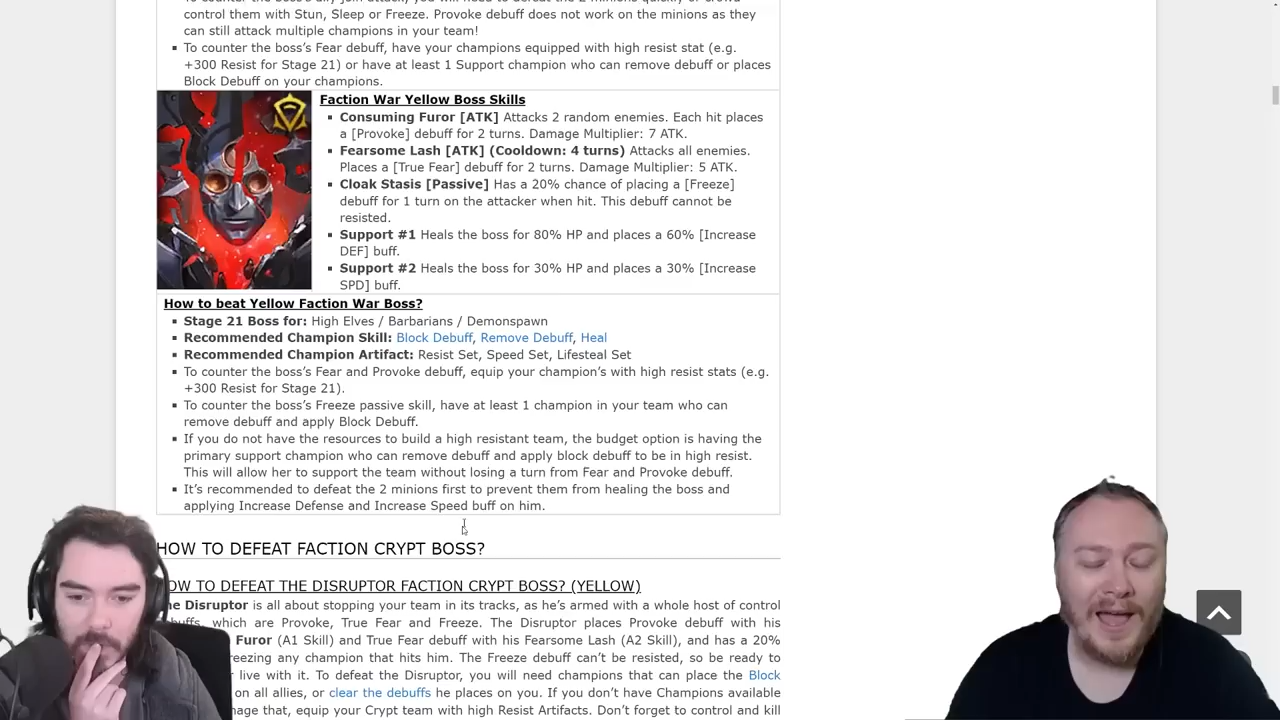 control them with Stun, Sleep or Freeze. Provoke debuff does not work on the minions as they
can still attack multiple champions in your team!
To counter the boss's Fear debuff, have your champions equipped with high resist stat (e.g.
+300 Resist for Stage 21) or have at least 1 Support champion who can remove debuff or places
Block Debuff on your champions.
Faction War Yellow Boss Skills
Consuming Furor [ATK] Attacks 2 random enemies. Each hit places
a [Provoke] debuff for 2 turns. Damage Multiplier: 7 ATK.
Fearsome Lash [ATK] (Cooldown: 4 turns) Attacks all enemies.
Places a [True Fear] debuff for 2 turns. Damage Multiplier: 5 ATK.
Cloak Stasis [Passive] Has a 20% chance of placing a [Freeze]
debuff for 1 turn on the attacker when hit. This debuff cannot be
resisted.
Support #1 Heals the boss for 80% HP and places a 60% [Increase
DEF] buff.
Support #2 Heals the boss for 30% HP and places a 30% [Increase
SPD] buff.
How to beat Yellow Faction War Boss?
Stage 21 Boss for: High Elves / Barbarians / Demonspawn
Recommended Champion Skill: Block Debuff, Remove Debuff, Heal
Recommended Champion Artifact: Resist Set, Speed Set, Lifesteal Set
To counter the boss's Fear and Provoke debuff, equip your champion's with high resist stats (e.g.
+300 Resist for Stage 21).
To counter the boss's Freeze passive skill, have at least 1 champion in your team who can
remove debuff and apply Block Debuff.
If you do not have the resources to build a high resistant team, the budget option is having the
primary support champion who can remove debuff and apply block debuff to be in high resist.
This will allow her to support the team without losing a turn from Fear and Provoke debuff.
It's recommended to defeat the 2 minions first to prevent them from healing the boss and
applying Increase Defense and Increase Speed buff on him.
HOW TO DEFEAT FACTION CRYPT BOSS?
OW TO DEFEAT THE DISRUPTOR FACTION CRYPT BOSS? (YELLOW)
he Disruptor is all about stopping your team in its tracks, as he's armed with a whole host of control
buffs, which are Provoke, True Fear and Freeze. The Disruptor places Provoke debuff with his
Furor (A1 Skill) and True Fear debuff with his Fearsome Lash (A2 Skill), and has a 20%
reezing any champion that hits him. The Freeze debuff can't be resisted, so be ready to
live with it. To defeat the Disruptor, you will need champions that can place the Block
on all allies, or clear the debuffs he places on you. If you don't have Champions available
nage that, equip your Crypt team with high Resist Artifacts. Don't forget to control and kill